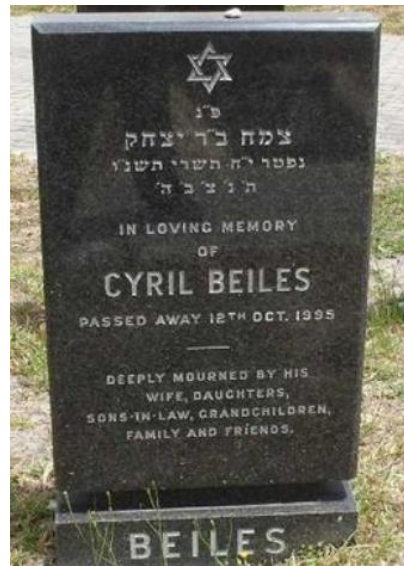 פ״נ
צמח ב״ר יצחק
נפטר י״ח תשרי תשנ״ו
ת׳ נ׳ צ׳ ב׳ ה׳
IN LOVING MEMORY
OF
CYRIL BEILES
PASSED AWAY 12TH OCT. 1995
DEEPLY MOURNED BY HIS
WIFE, DAUGHTERS,
SONS-IN-LAW, GRANDCHILDREN,
FAMILY AND FRIENDS.
BEILES